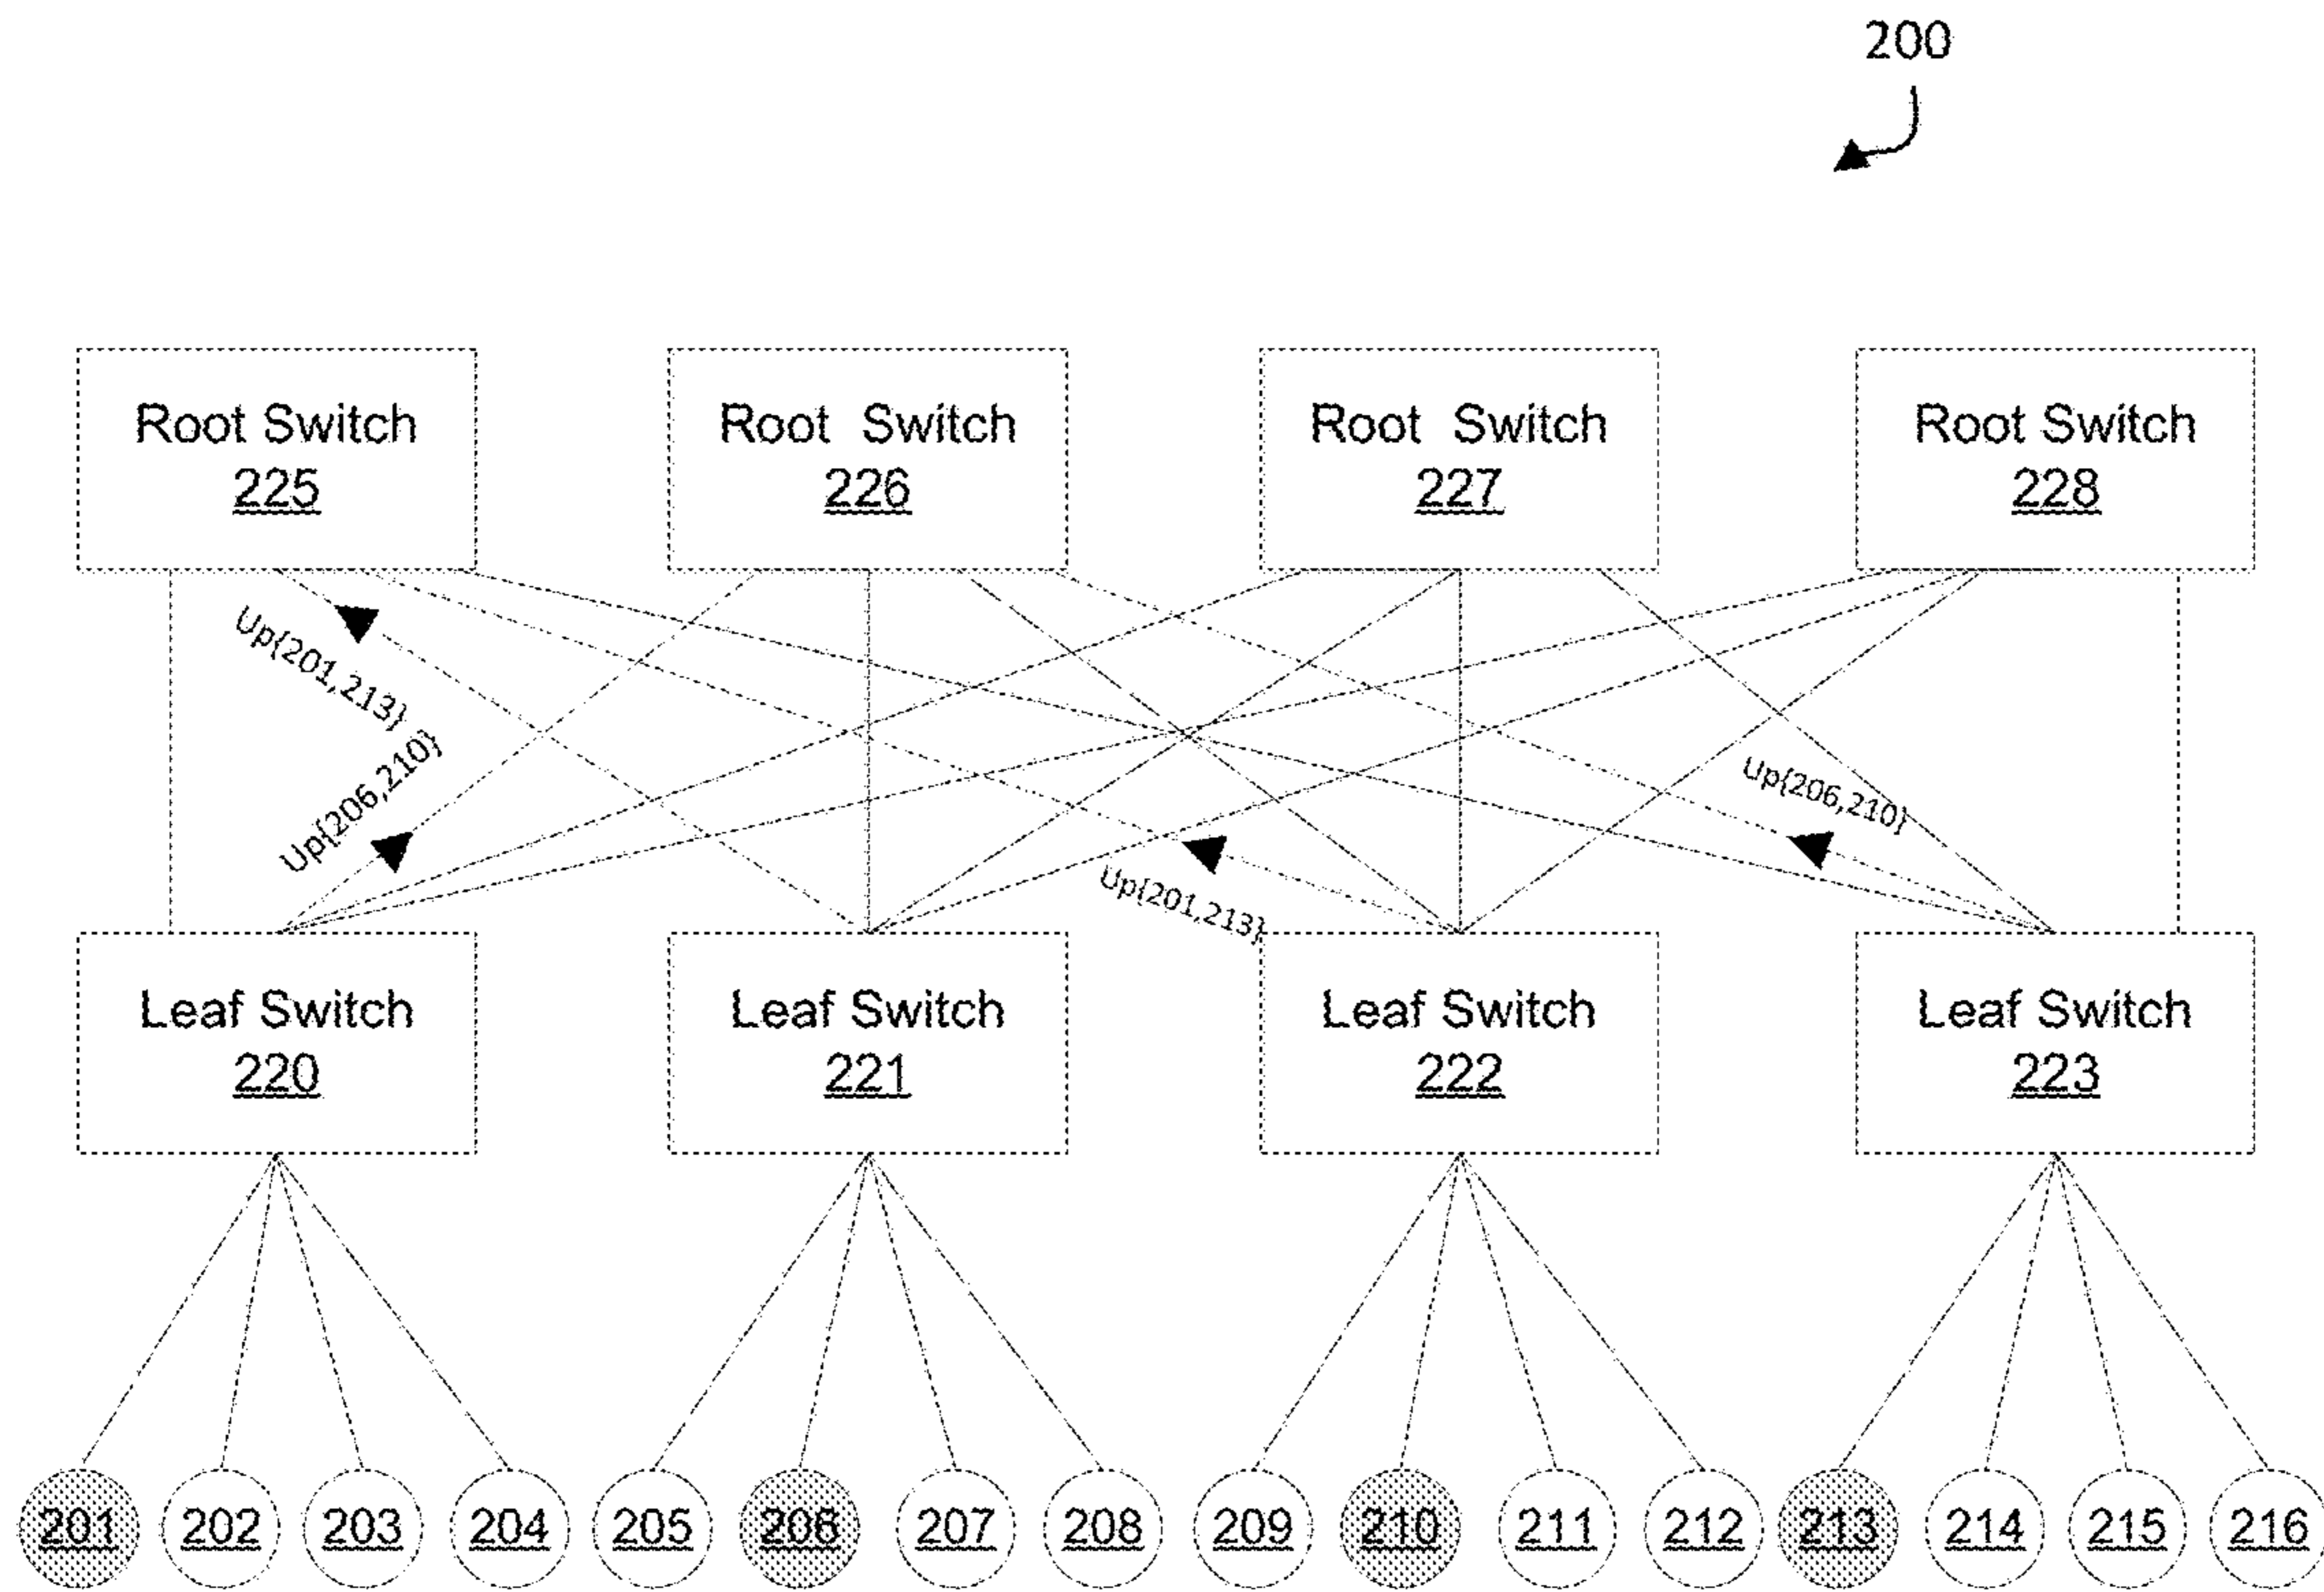 200
Root Switch
225
Root Switch
226
Root Switch
227
Root Switch
228
Up{201,213}
Up{206,210}
Up{206,210}
Up{201,213}
Leaf Switch
220
Leaf Switch
221
Leaf Switch
222
Leaf Switch
223
201 202 203 204 205 206 207 208 209 210 211 212 213 214 215 216